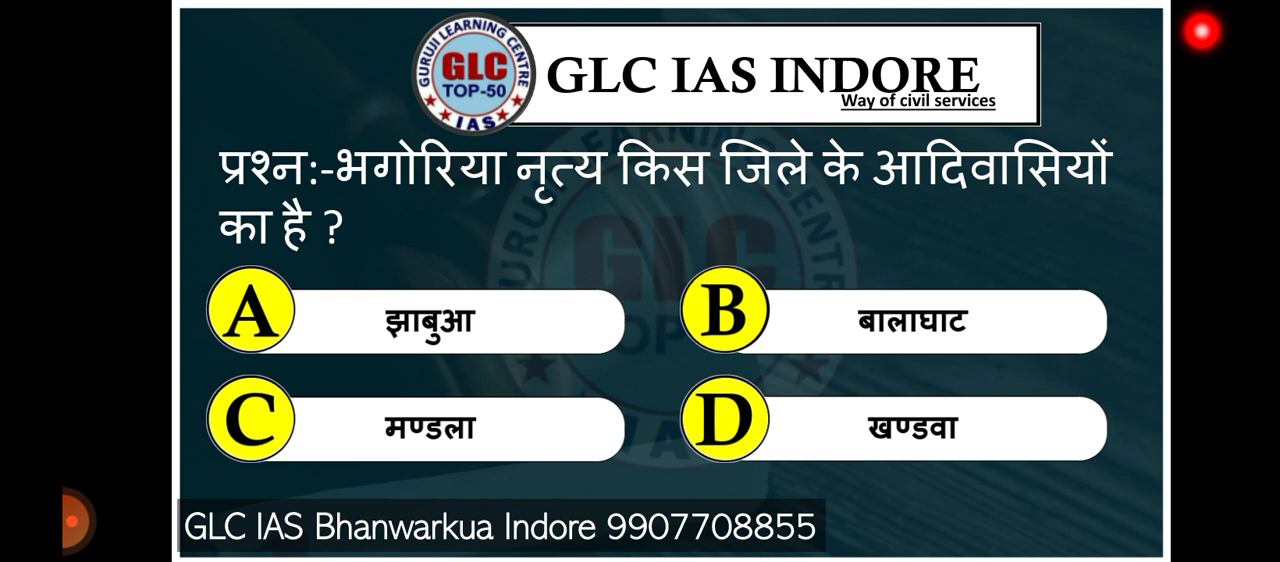 GURUJI LEARNING CENTRE
GLC
TOP-50
IAS
GLC IAS INDORE
Way of civil services
प्रश्न:-भगोरिया नृत्य किस जिले के आदिवासियों
का है ?
A झाबुआ
B बालाघाट
C मण्डला
D खण्डवा
GLC IAS Bhanwarkua Indore 9907708855